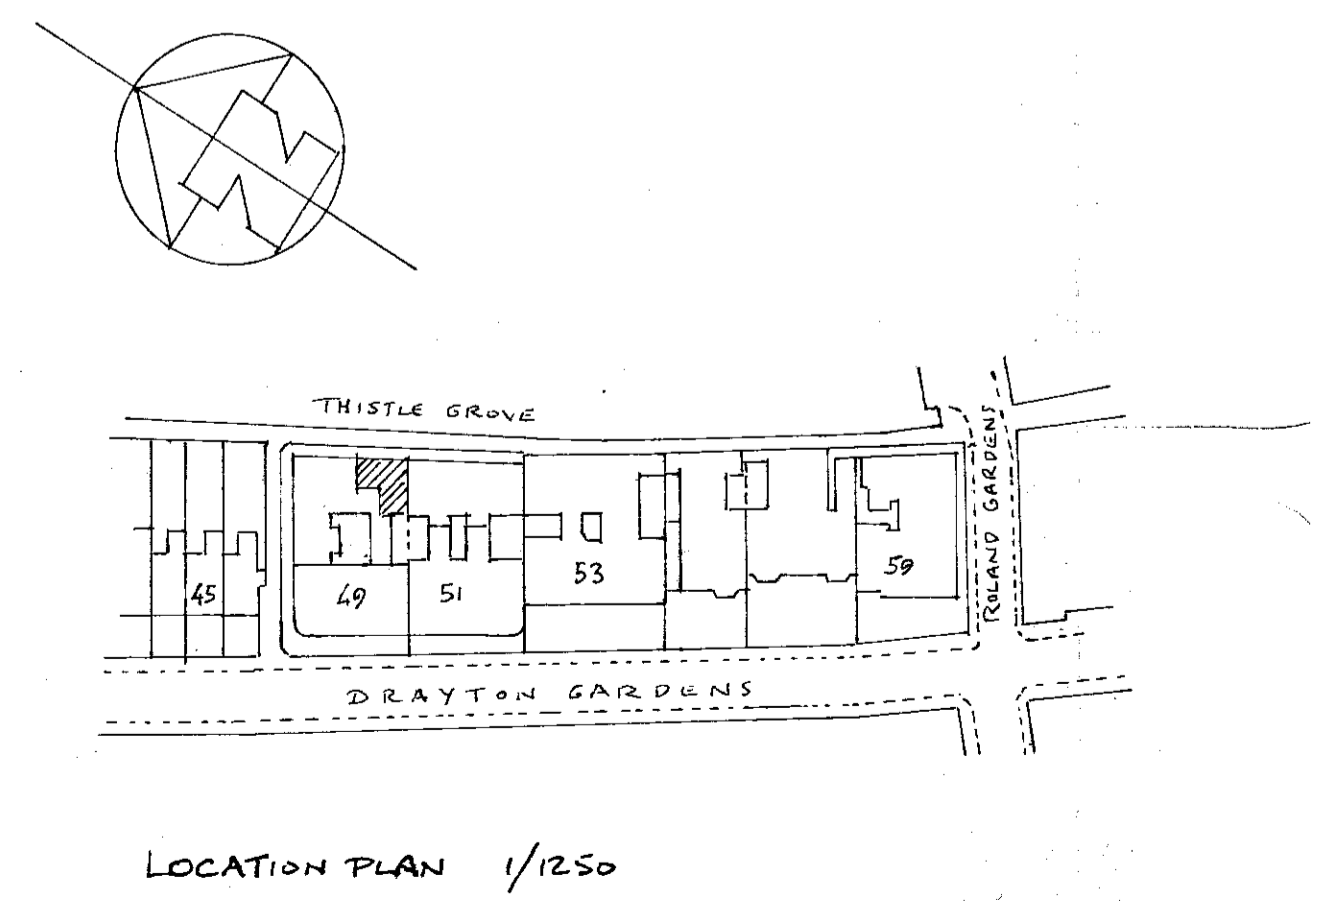 N
THISTLE GROVE
ROLAND GARDENS
45
49
51
53
59
DRAYTON GARDENS
LOCATION PLAN 1/1250